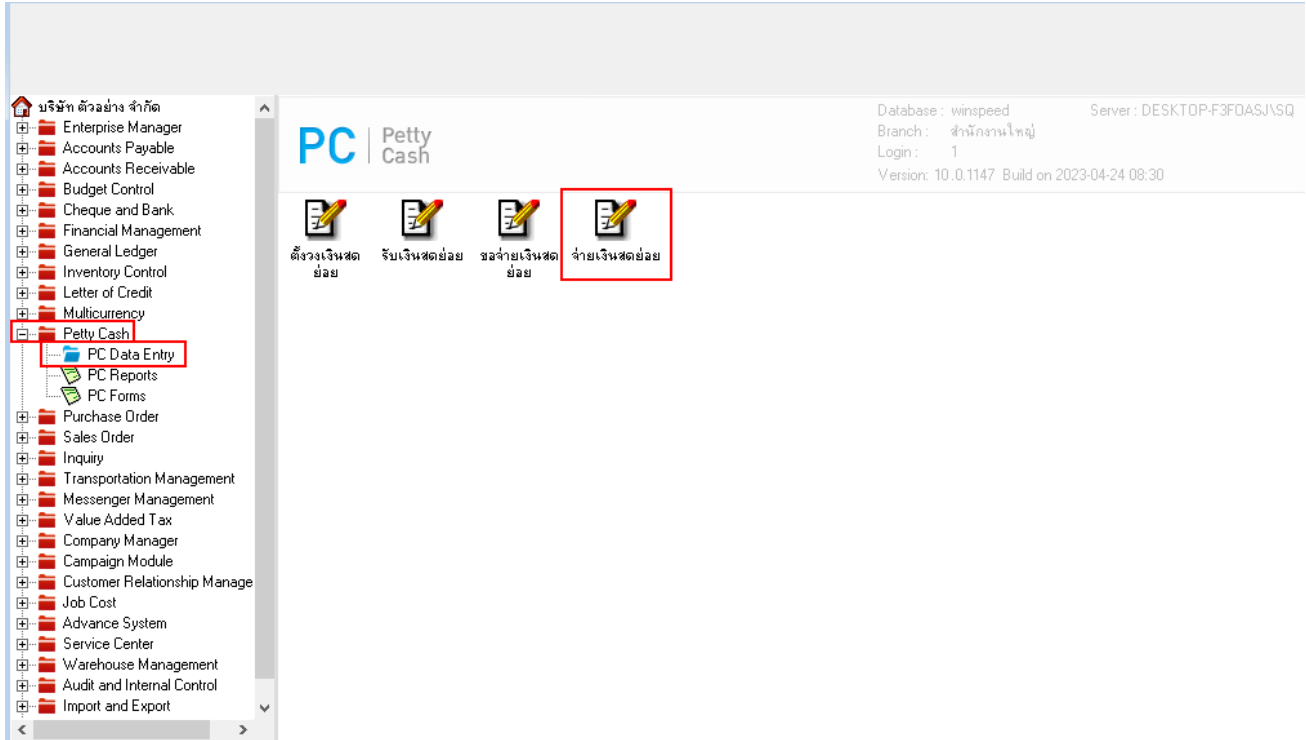 บริษัท ตัวอย่าง จำกัด
Enterprise Manager
Accounts Payable
Accounts Receivable
Budget Control
Cheque and Bank
Financial Management
General Ledger
Inventory Control
Letter of Credit
Multicurrency
Petty Cash
PC Data Entry
PC Reports
PC Forms
Purchase Order
Sales Order
Inquiry
Transportation Management
Messenger Management
Value Added Tax
Company Manager
Campaign Module
Customer Relationship Manage
Job Cost
Advance System
Service Center
Warehouse Management
Audit and Internal Control
Import and Export
PC Petty
Cash
Database : winspeed Server : DESKTOP-F3FOASJ\SQ
Branch : สำนักงานใหญ่
Login : 1
Version: 10.0.1147 Build on 2023-04-24 08:30
ตั้งวงเงินสด
ย่อย
รับเงินสดย่อย
ขอจ่ายเงินสด
ย่อย
จ่ายเงินสดย่อย